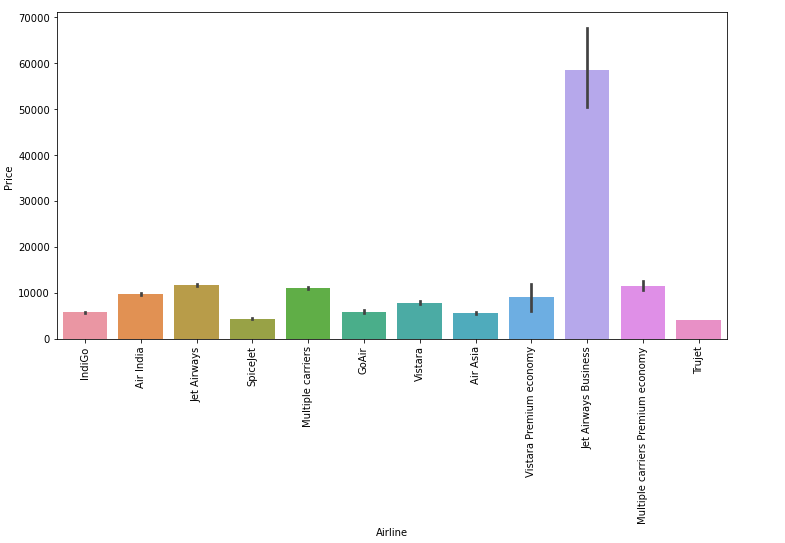 70000
60000
50000
40000
30000
20000
10000
0
Price
IndiGo
Air India
Jet Airways
SpiceJet
Multiple carriers
GoAir
Vistara
Air Asia
Vistara Premium economy
Jet Airways Business
Multiple carriers Premium economy
Trujet
Airline